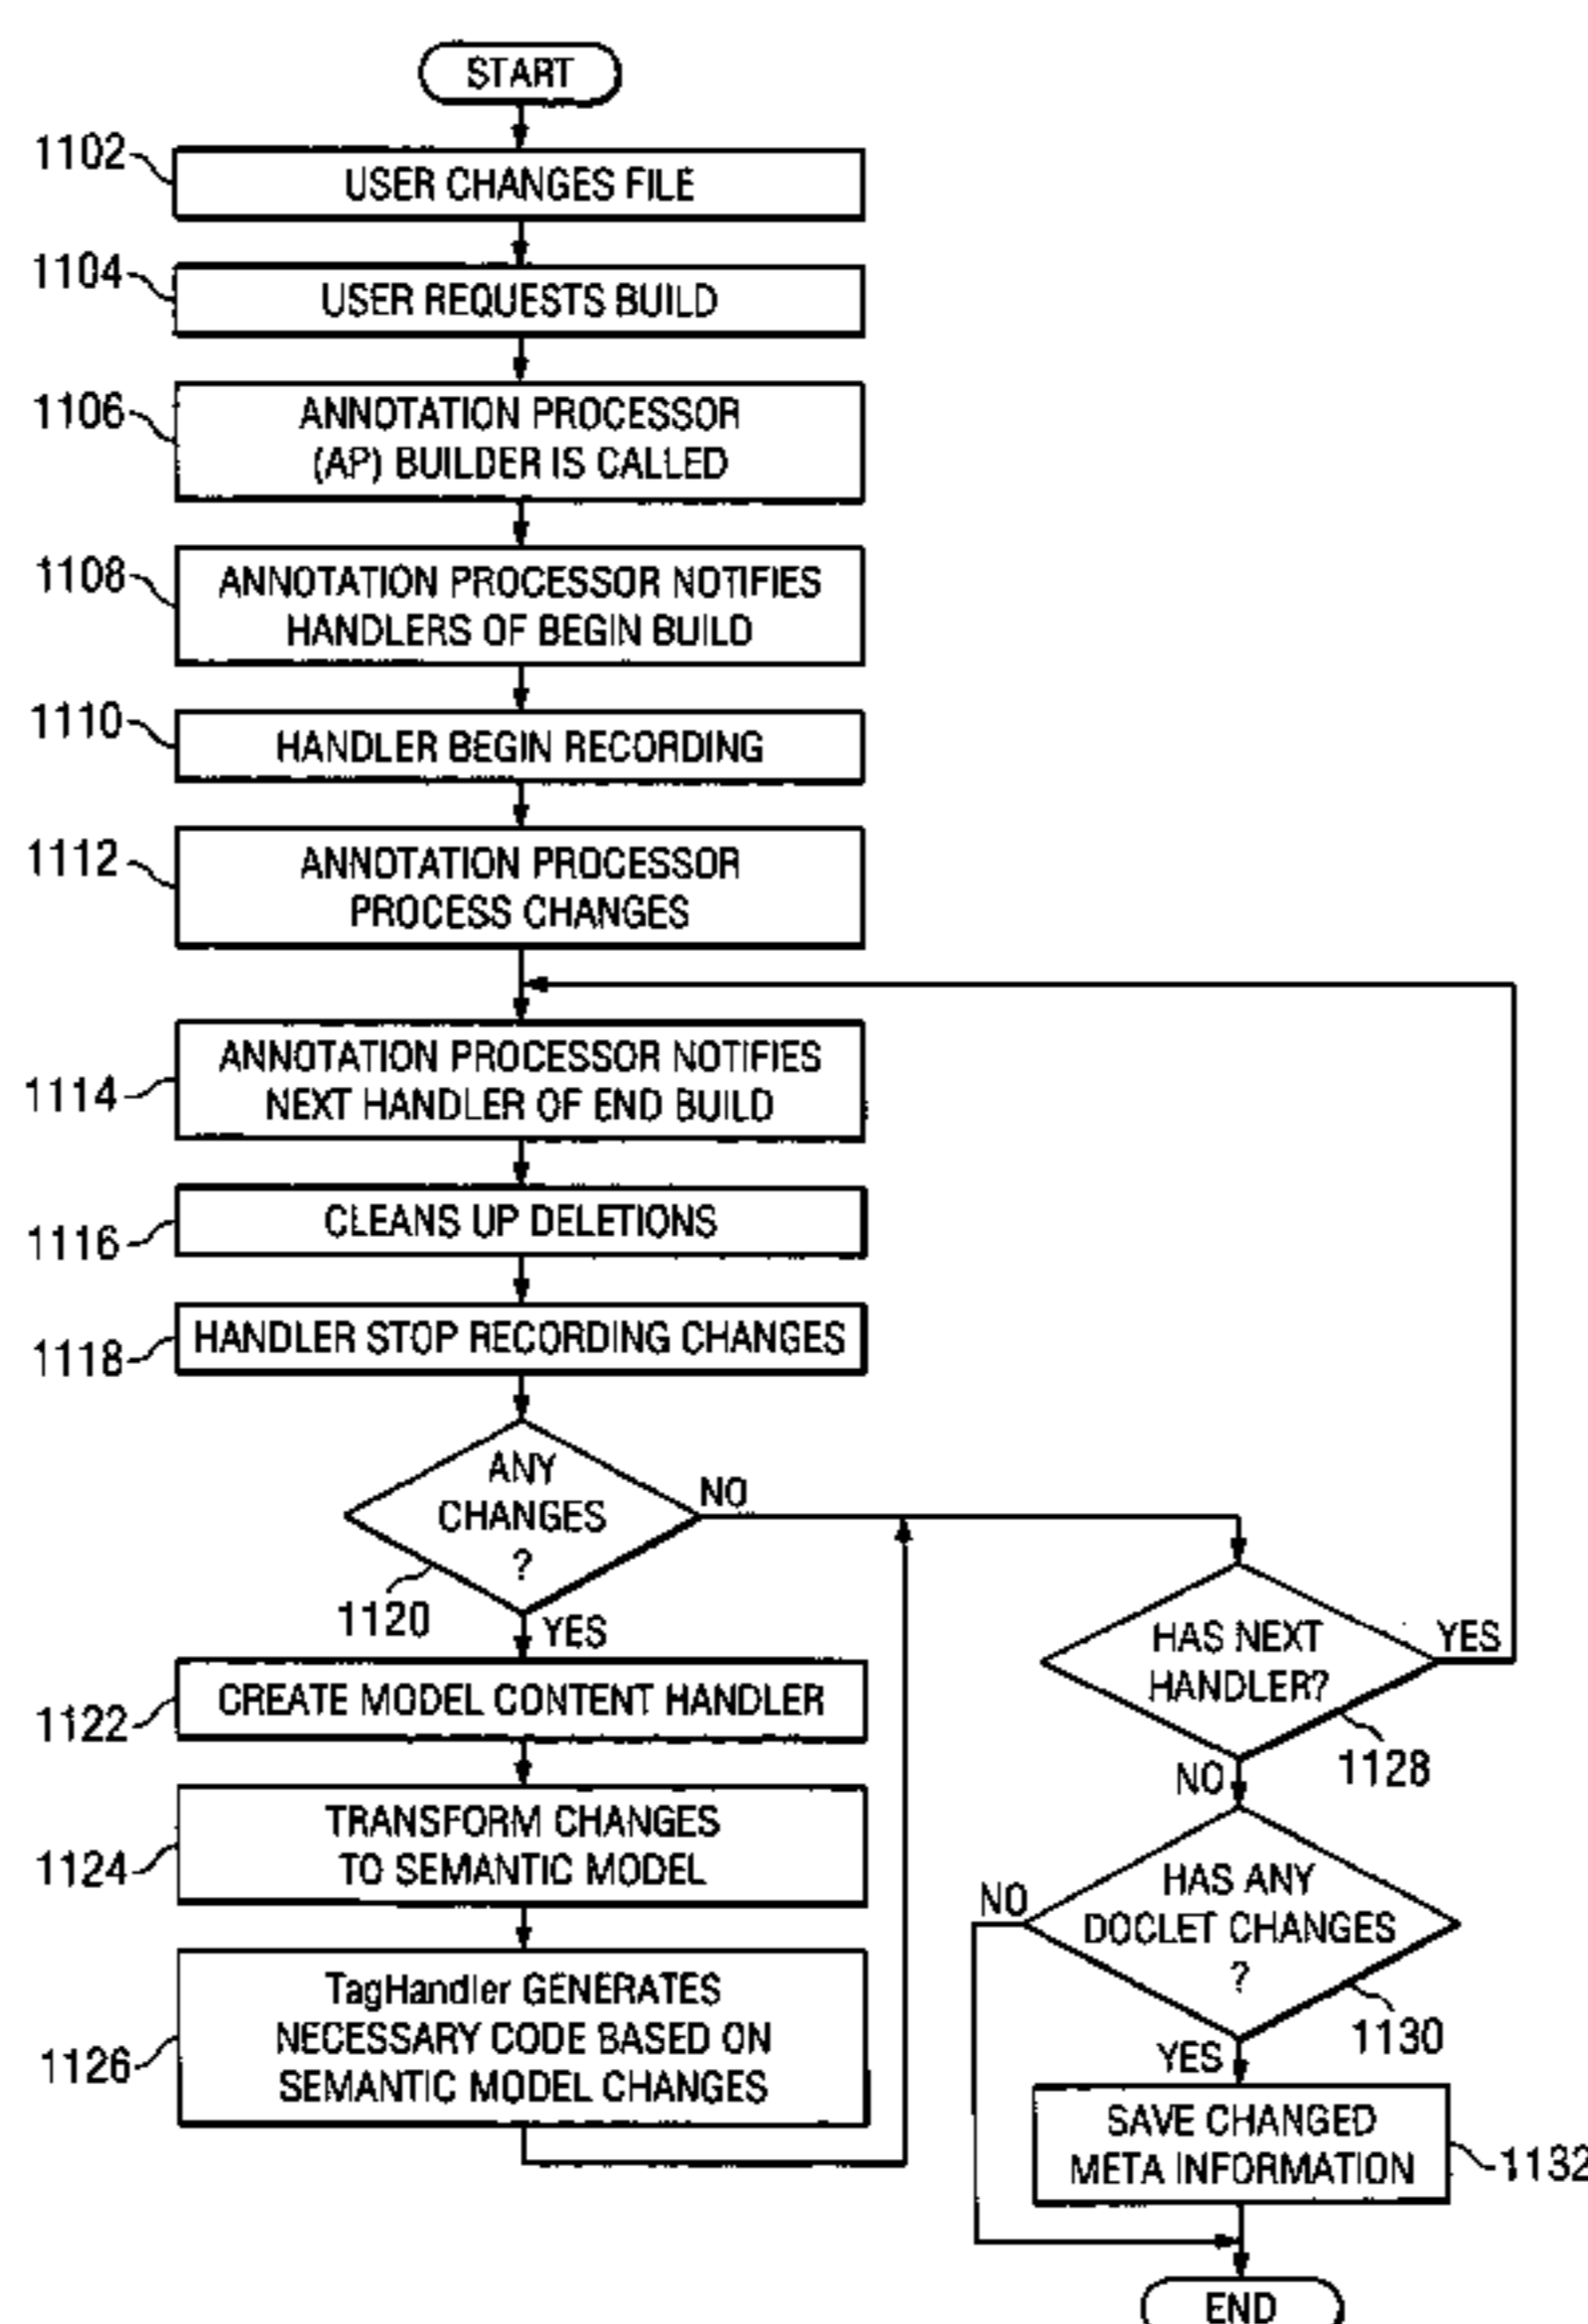 START
1102
USER CHANGES FILE
1104
USER REQUESTS BUILD
1106
ANNOTATION PROCESSOR
(AP) BUILDER IS CALLED
1108
ANNOTATION PROCESSOR NOTIFIES
HANDLERS OF BEGIN BUILD
1110
HANDLER BEGIN RECORDING
1112
ANNOTATION PROCESSOR
PROCESS CHANGES
1114
ANNOTATION PROCESSOR NOTIFIES
NEXT HANDLER OF END BUILD
1116
CLEANS UP DELETIONS
1118
HANDLER STOP RECORDING CHANGES
ANY
CHANGES
?
NO
1120
YES
1122
CREATE MODEL CONTENT HANDLER
1124
TRANSFORM CHANGES
TO SEMANTIC MODEL
1126
TagHandler GENERATES
NECESSARY CODE BASED ON
SEMANTIC MODEL CHANGES
HAS NEXT
HANDLER?
YES
1128
NO
HAS ANY
DOCLET CHANGES
?
NO
1130
YES
SAVE CHANGED
META INFORMATION
1132
END